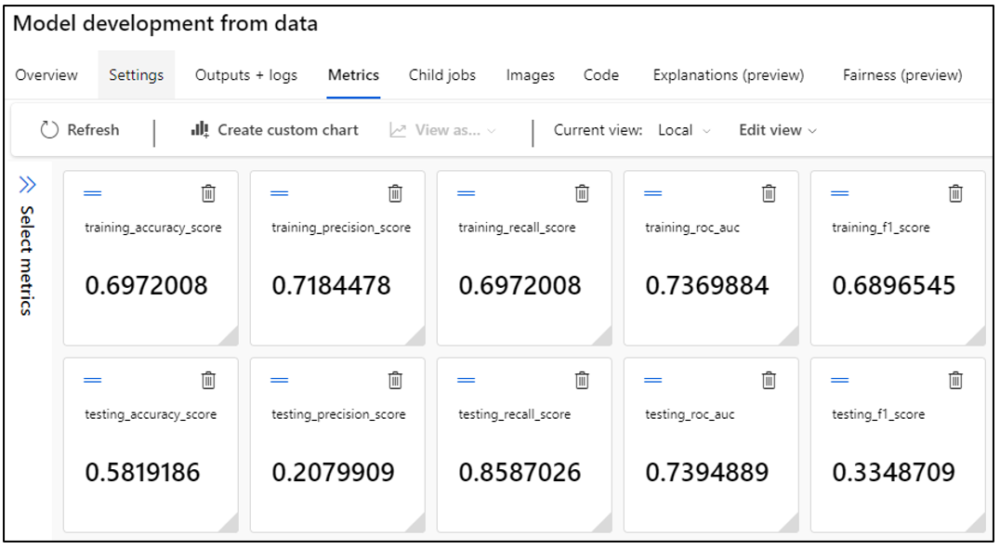 Model development from data
Overview Settings Outputs + logs Metrics Child jobs Images Code Explanations (preview) Fairness (preview)
Refresh Create custom chart View as... Current view: Local Edit view
Select metrics
training_accuracy_score training_precision_score training_recall_score training_roc_auc training_f1_score
0.6972008 0.7184478 0.6972008 0.7369884 0.6896545
testing_accuracy_score testing_precision_score testing_recall_score testing_roc_auc testing_f1_score
0.5819186 0.2079909 0.8587026 0.7394889 0.3348709